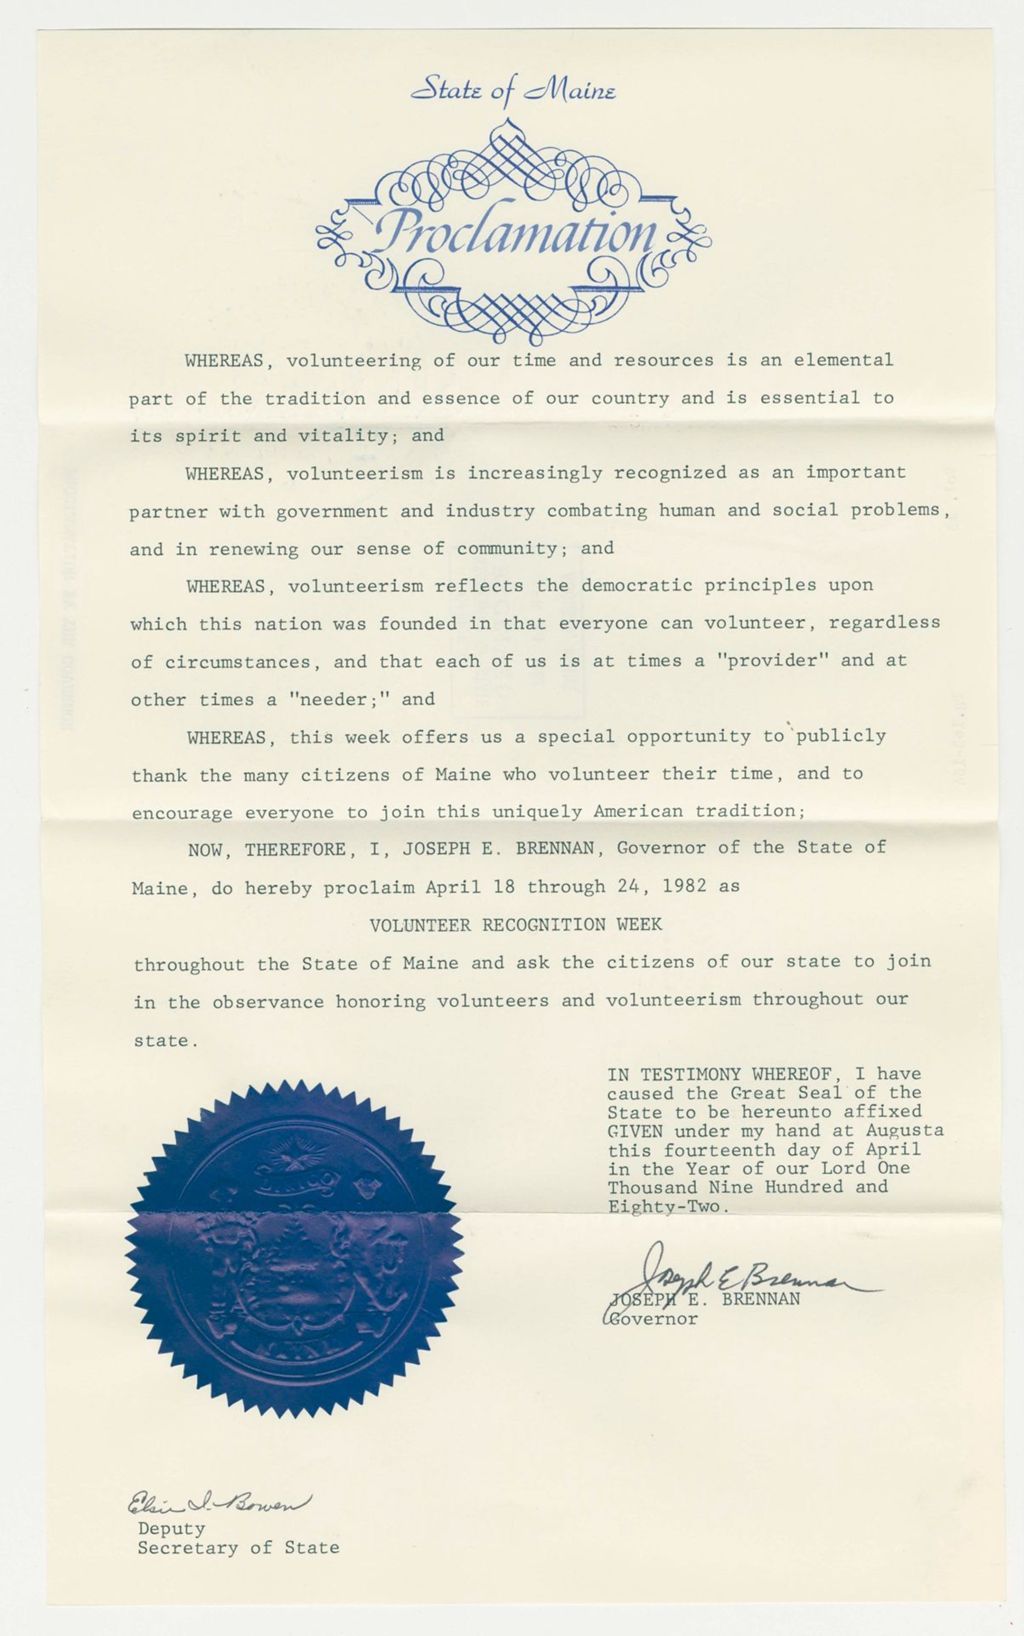 State of Maine
Proclamation
WHEREAS, volunteering of our time and resources is an elemental
part of the tradition and essence of our country and is essential to
its spirit and vitality; and
WHEREAS, volunteerism is increasingly recognized as an important
partner with government and industry combating human and social problems,
and in renewing our sense of community; and
WHEREAS, volunteerism reflects the democratic principles upon
which this nation was founded in that everyone can volunteer, regardless
of circumstances, and that each of us is at times a "provider" and at
other times a "needer;" and
WHEREAS, this week offers us a special opportunity to publicly
thank the many citizens of Maine who volunteer their time, and to
encourage everyone to join this uniquely American tradition;
NOW, THEREFORE, I, JOSEPH E. BRENNAN, Governor of the State of
Maine, do hereby proclaim April 18 through 24, 1982 as
VOLUNTEER RECOGNITION WEEK
throughout the State of Maine and ask the citizens of our state to join
in the observance honoring volunteers and volunteerism throughout our
state.
IN TESTIMONY WHEREOF, I have
caused the Great Seal of the
State to be hereunto affixed
GIVEN under my hand at Augusta
this fourteenth day of April
in the Year of our Lord One
Thousand Nine Hundred and
Eighty-Two.
Joseph E Brennan
JOSEPH E. BRENNAN
Governor
DIRIGO
MAINE
Elsie I. Bowen
Deputy
Secretary of State